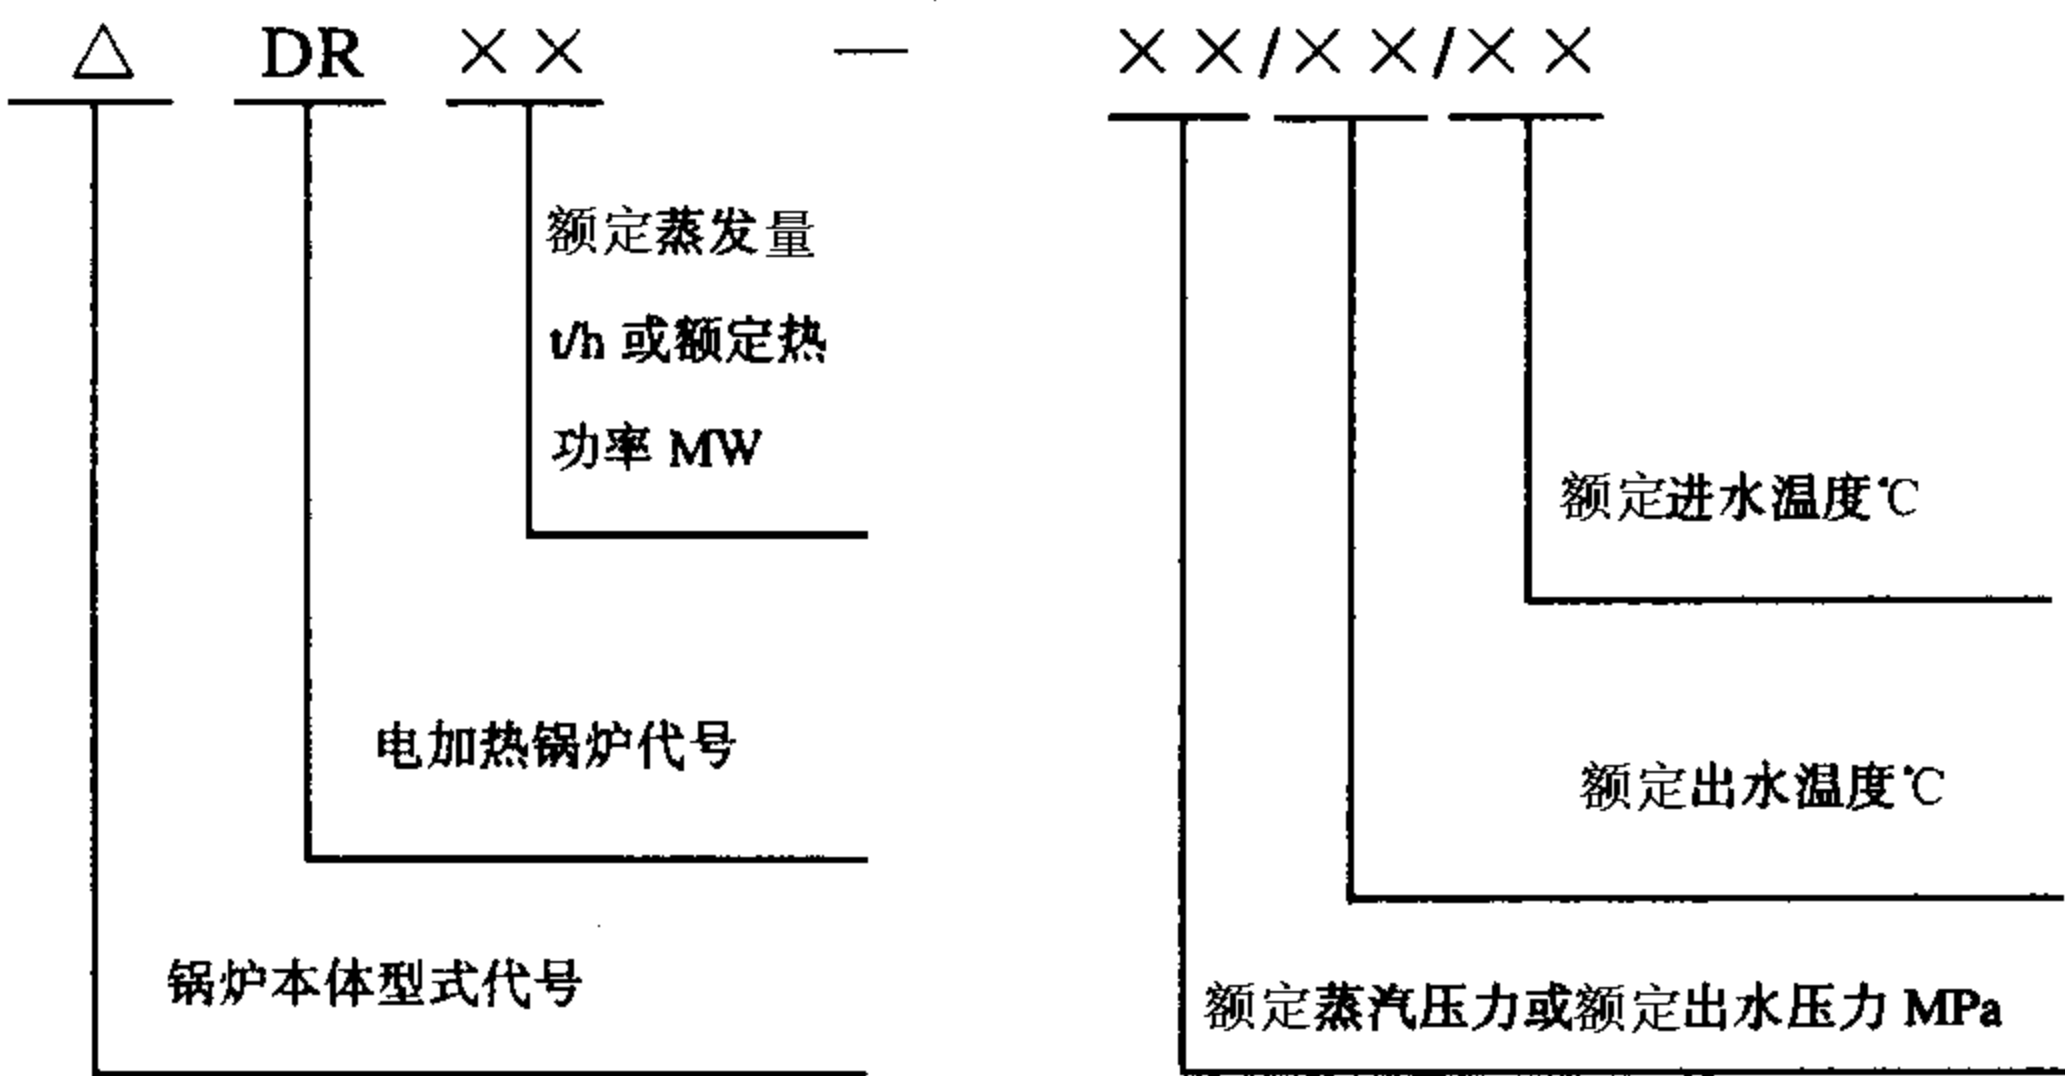 △ DR ×× — ××/××/××
额定蒸发量
t/h 或额定热
功率 MW
额定进水温度℃
电加热锅炉代号
额定出水温度℃
锅炉本体型式代号
额定蒸汽压力或额定出水压力 MPa